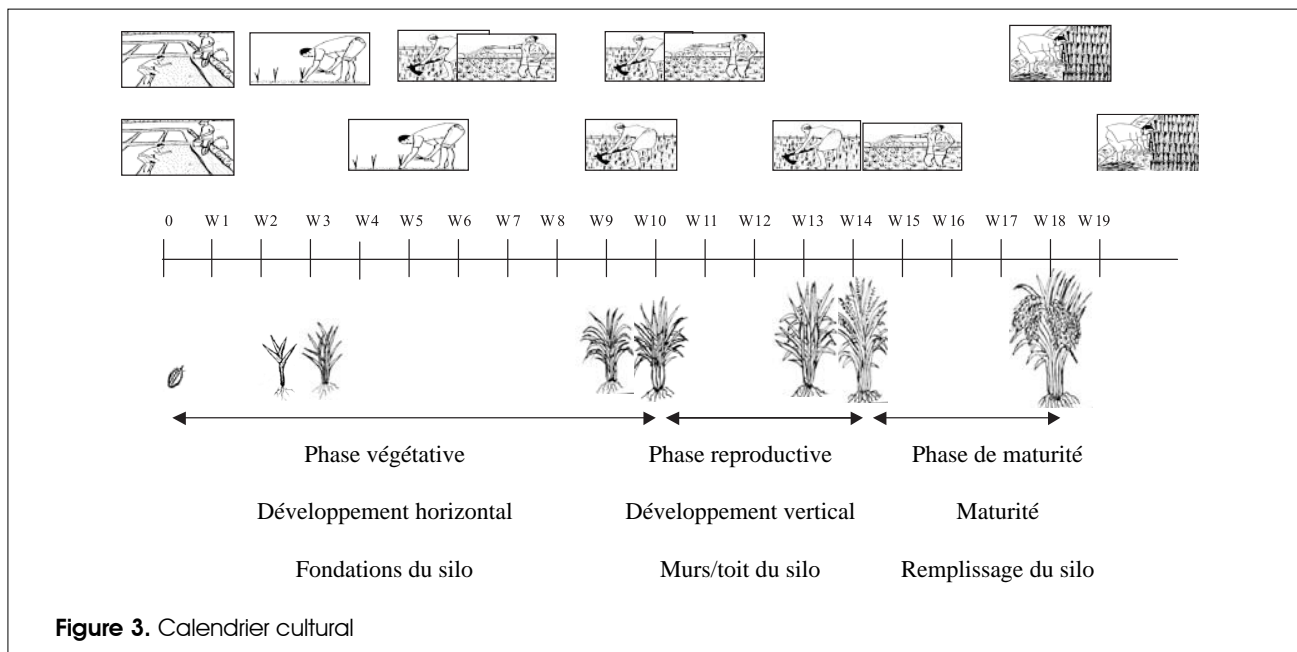 0 W1 W2 W3 W4 W5 W6 W7 W8 W9 W10 W11 W12 W13 W14 W15 W16 W17 W18 W19
Phase végétative Phase reproductive Phase de maturité
Développement horizontal Développement vertical Maturité
Fondations du silo Murs/toit du silo Remplissage du silo
Figure 3. Calendrier cultural